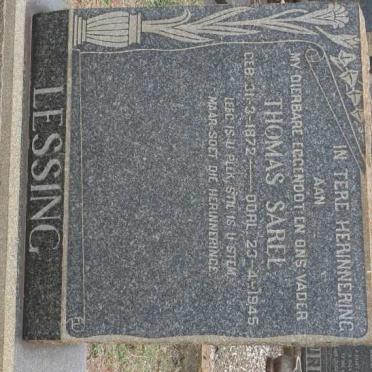 IN TERE HERINNERING
AAN
MY DIERBARE EGGENOOT EN ONS VADER
THOMAS SAREL
GEB. 31-3-1872 — OORL. 23-4-1945
LEEG IS U PLEK, STIL IS U STEM,
MAAR SOET DIE HERINNERINGE.
LESSING